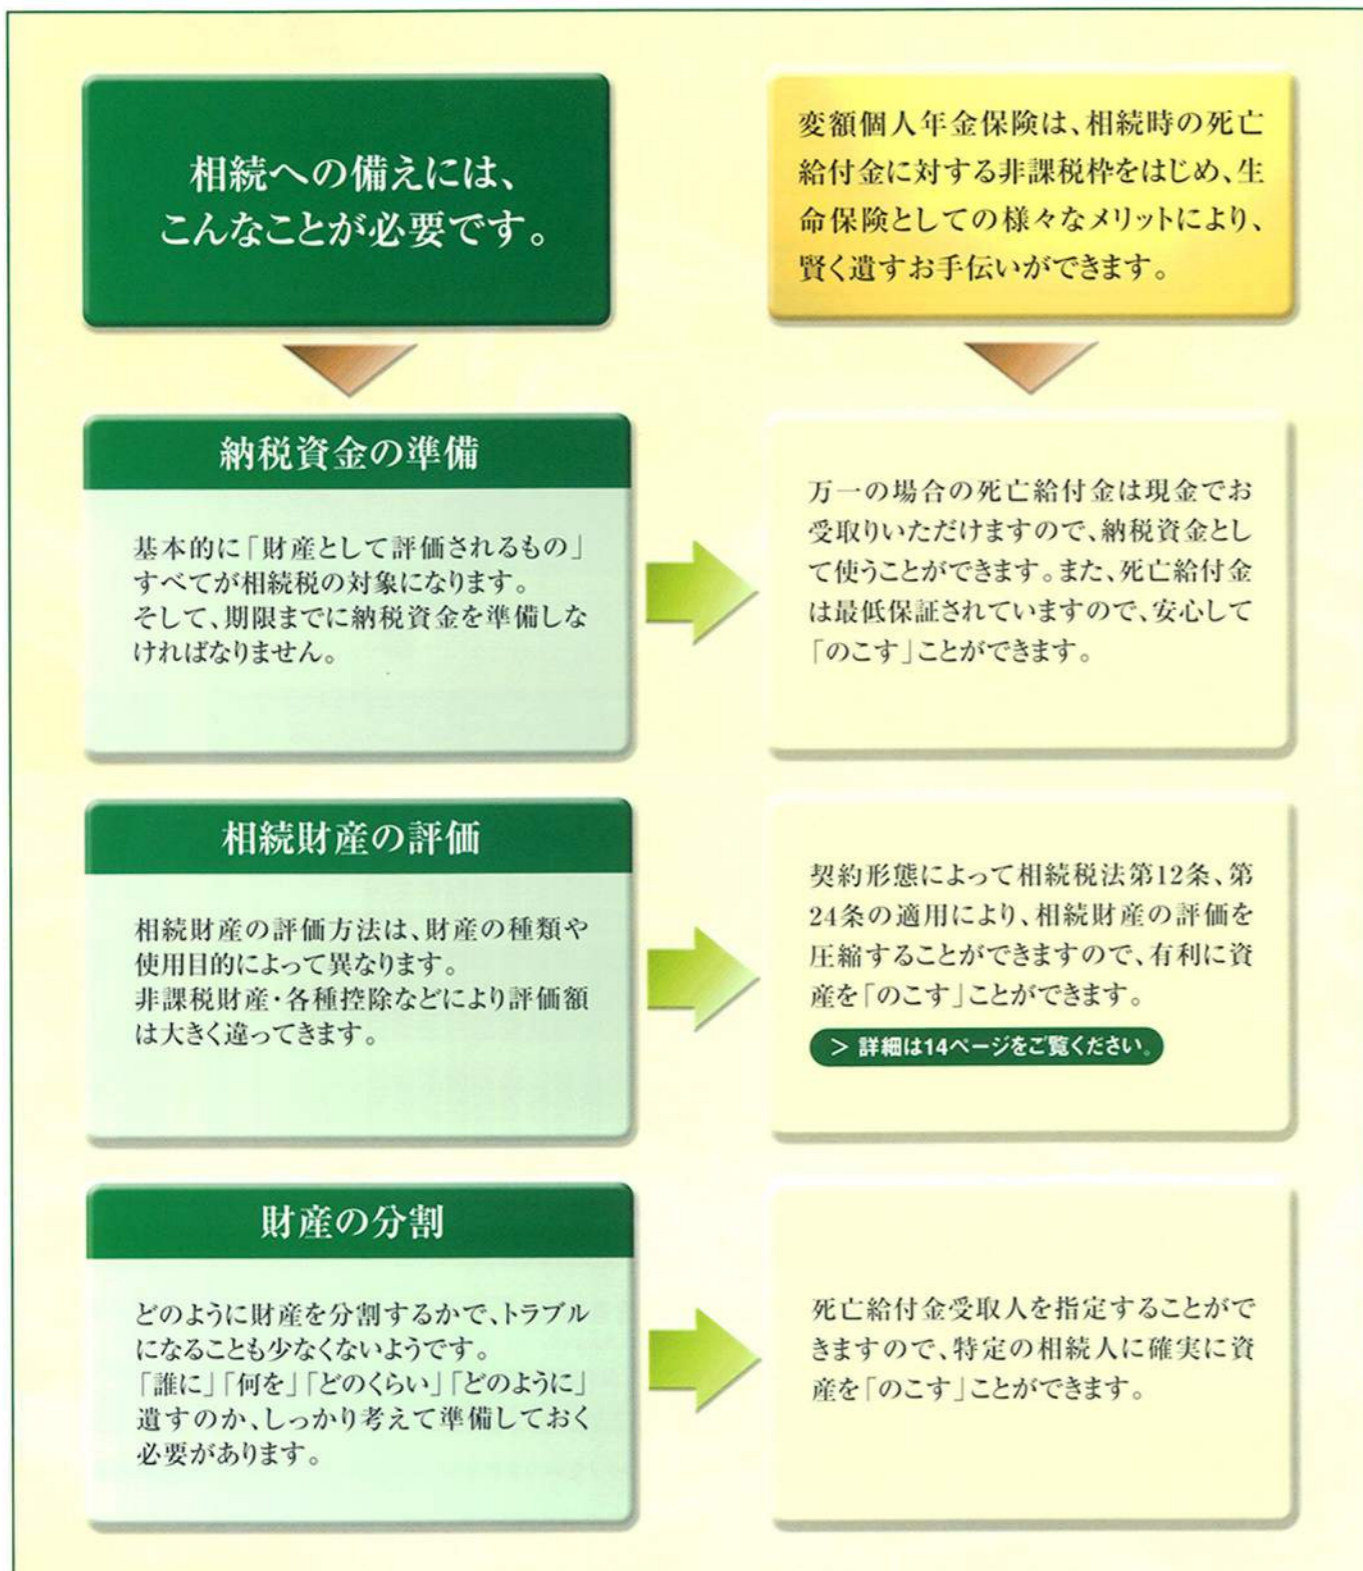 相続への備えには、
こんなことが必要です。
変額個人年金保険は、相続時の死亡
給付金に対する非課税枠をはじめ、生
命保険としての様々なメリットにより、
賢く遺すお手伝いができます。
納税資金の準備
基本的に「財産として評価されるもの」
すべてが相続税の対象になります。
そして、期限までに納税資金を準備しな
ければなりません。
万一の場合の死亡給付金は現金でお
受取りいただけますので、納税資金とし
て使うことができます。また、死亡給付金
は最低保証されていますので、安心して
「のこす」ことができます。
相続財産の評価
相続財産の評価方法は、財産の種類や
使用目的によって異なります。
非課税財産・各種控除などにより評価額
は大きく違ってきます。
契約形態によって相続税法第12条、第
24条の適用により、相続財産の評価を
圧縮することができますので、有利に資
産を「のこす」ことができます。
＞ 詳細は14ページをご覧ください。
財産の分割
どのように財産を分割するかで、トラブル
になることも少なくないようです。
「誰に」「何を」「どのくらい」「どのように」
遺すのか、しっかり考えて準備しておく
必要があります。
死亡給付金受取人を指定することがで
きますので、特定の相続人に確実に資
産を「のこす」ことができます。